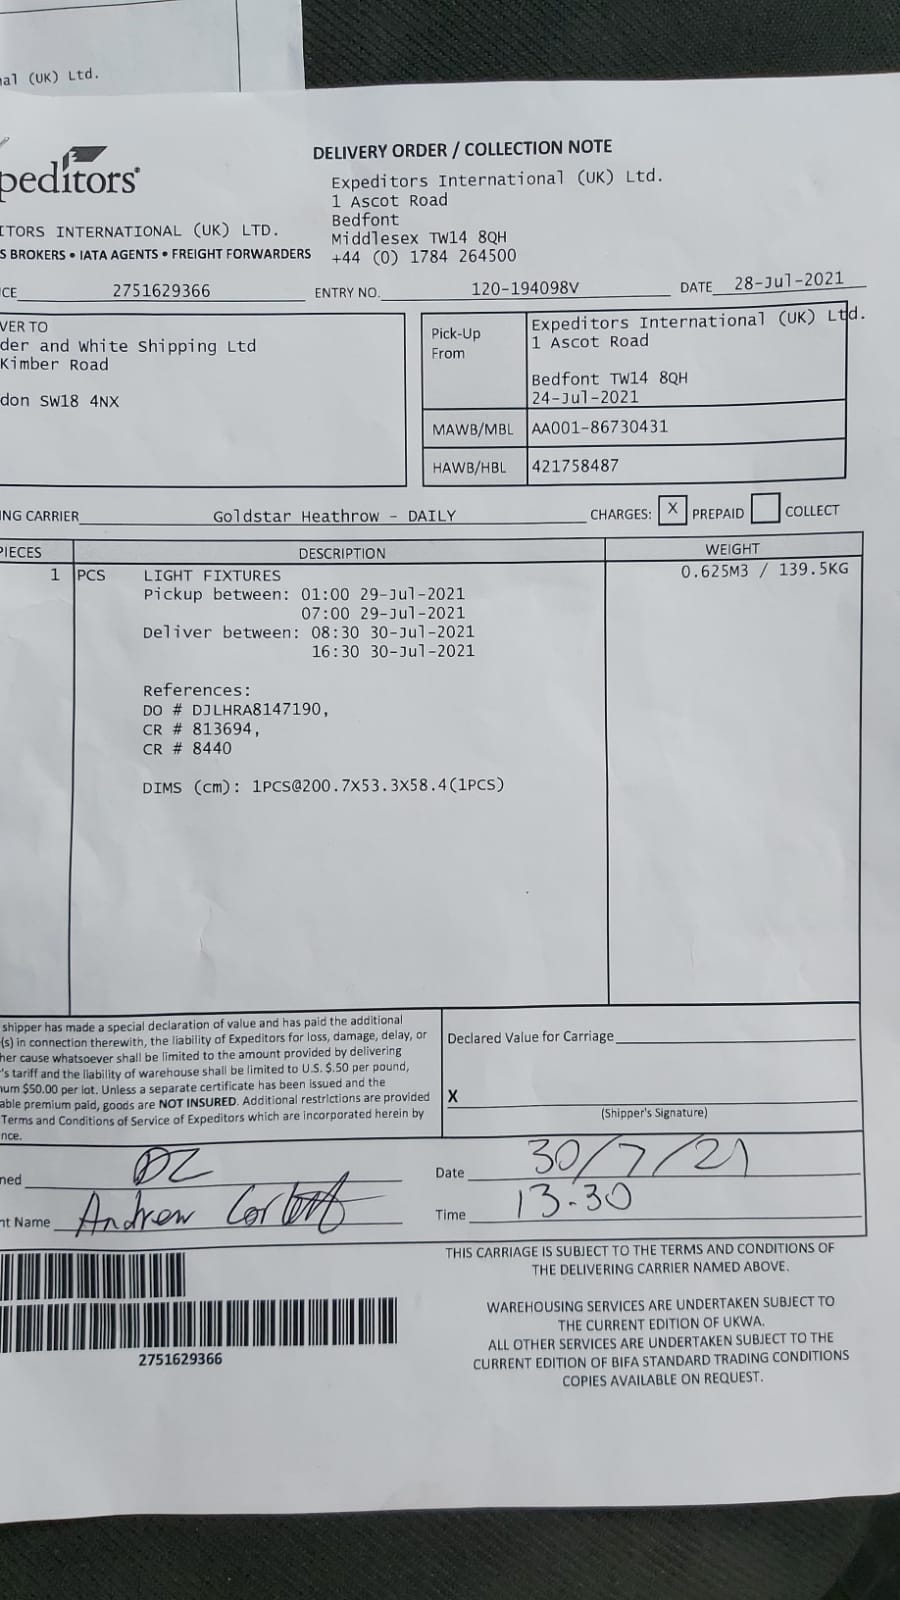 nal (UK) Ltd.
peditors®
DELIVERY ORDER / COLLECTION NOTE
Expeditors International (UK) Ltd.
1 Ascot Road
Bedfont
Middlesex TW14 8QH
+44 (0) 1784 264500
ITORS INTERNATIONAL (UK) LTD.
S BROKERS • IATA AGENTS • FREIGHT FORWARDERS
CE 2751629366 ENTRY NO. 120-194098V DATE 28-Jul-2021
VER TO
der and White Shipping Ltd
Kimber Road
don SW18 4NX
Pick-Up From
Expeditors International (UK) Ltd.
1 Ascot Road
Bedfont TW14 8QH
24-Jul-2021
MAWB/MBL AA001-86730431
HAWB/HBL 421758487
NG CARRIER Goldstar Heathrow - DAILY CHARGES: X PREPAID COLLECT
PIECES DESCRIPTION WEIGHT
1 PCS LIGHT FIXTURES 0.625M3 / 139.5KG
Pickup between: 01:00 29-Jul-2021
07:00 29-Jul-2021
Deliver between: 08:30 30-Jul-2021
16:30 30-Jul-2021
References:
DO # DJLHRA8147190,
CR # 813694,
CR # 8440
DIMS (cm): 1PCS@200.7X53.3X58.4(1PCS)
shipper has made a special declaration of value and has paid the additional
(s) in connection therewith, the liability of Expeditors for loss, damage, delay, or
her cause whatsoever shall be limited to the amount provided by delivering
's tariff and the liability of warehouse shall be limited to U.S. $.50 per pound,
num $50.00 per lot. Unless a separate certificate has been issued and the
able premium paid, goods are NOT INSURED. Additional restrictions are provided
Terms and Conditions of Service of Expeditors which are incorporated herein by
nce.
Declared Value for Carriage
X
(Shipper's Signature)
ned
Date 30/7/21
nt Name Andrew
Time 13.30
THIS CARRIAGE IS SUBJECT TO THE TERMS AND CONDITIONS OF
THE DELIVERING CARRIER NAMED ABOVE.
WAREHOUSING SERVICES ARE UNDERTAKEN SUBJECT TO
THE CURRENT EDITION OF UKWA.
ALL OTHER SERVICES ARE UNDERTAKEN SUBJECT TO THE
CURRENT EDITION OF BIFA STANDARD TRADING CONDITIONS
COPIES AVAILABLE ON REQUEST.
2751629366